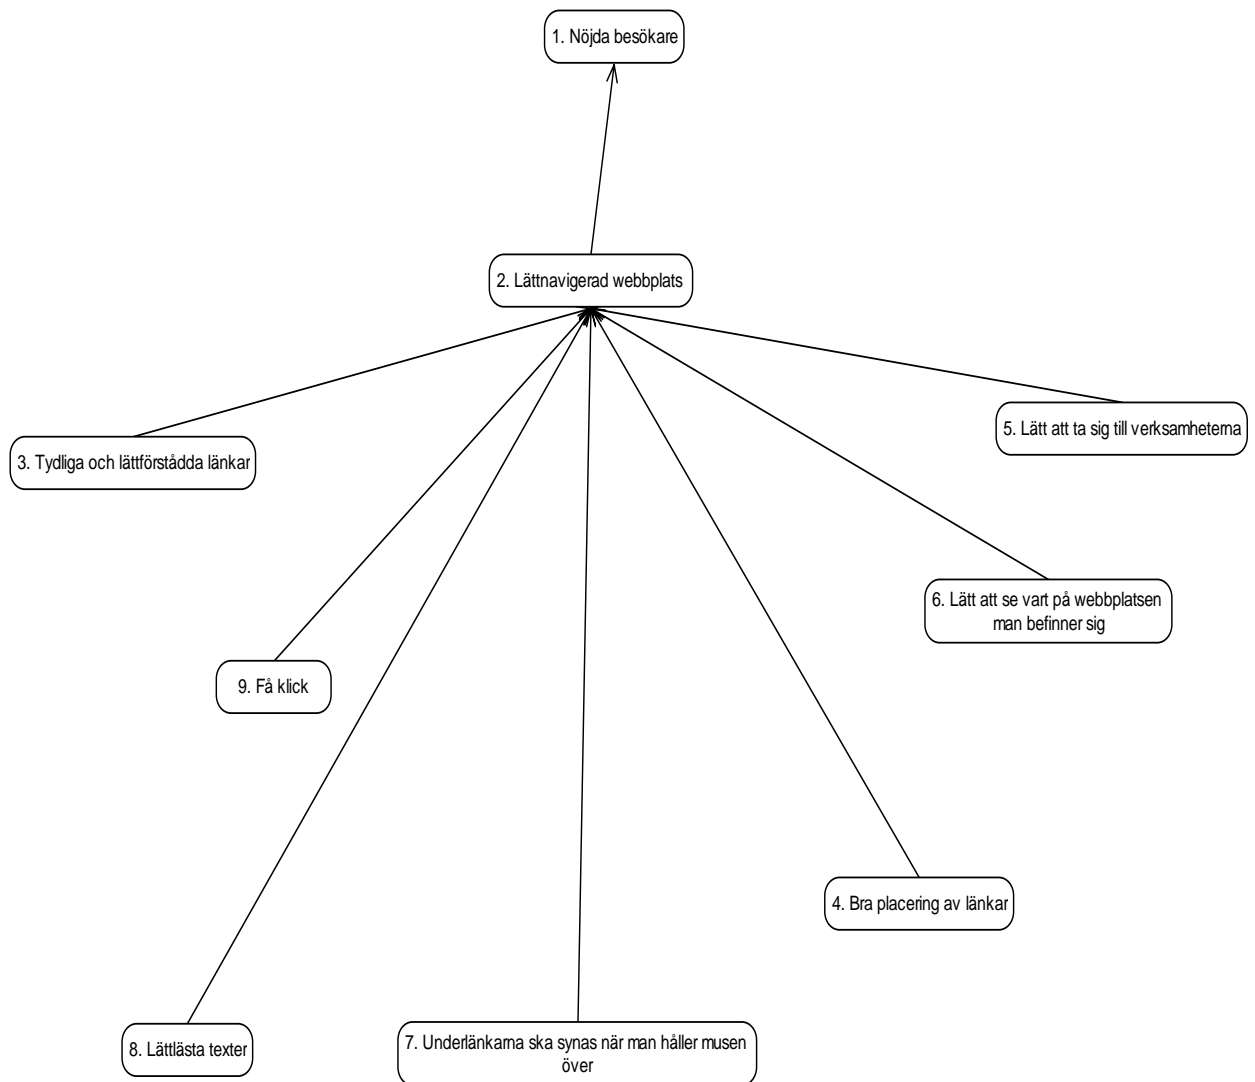 1. Nöjda besökare
2. Lättnavigerad webbplats
5. Lätt att ta sig till verksamheterna
3. Tydliga och lättförstådda länkar
6. Lätt att se vart på webbplatsen
man befinner sig
9. Få klick
4. Bra placering av länkar
8. Lättlästa texter
7. Underlänkarna ska synas när man håller musen
över